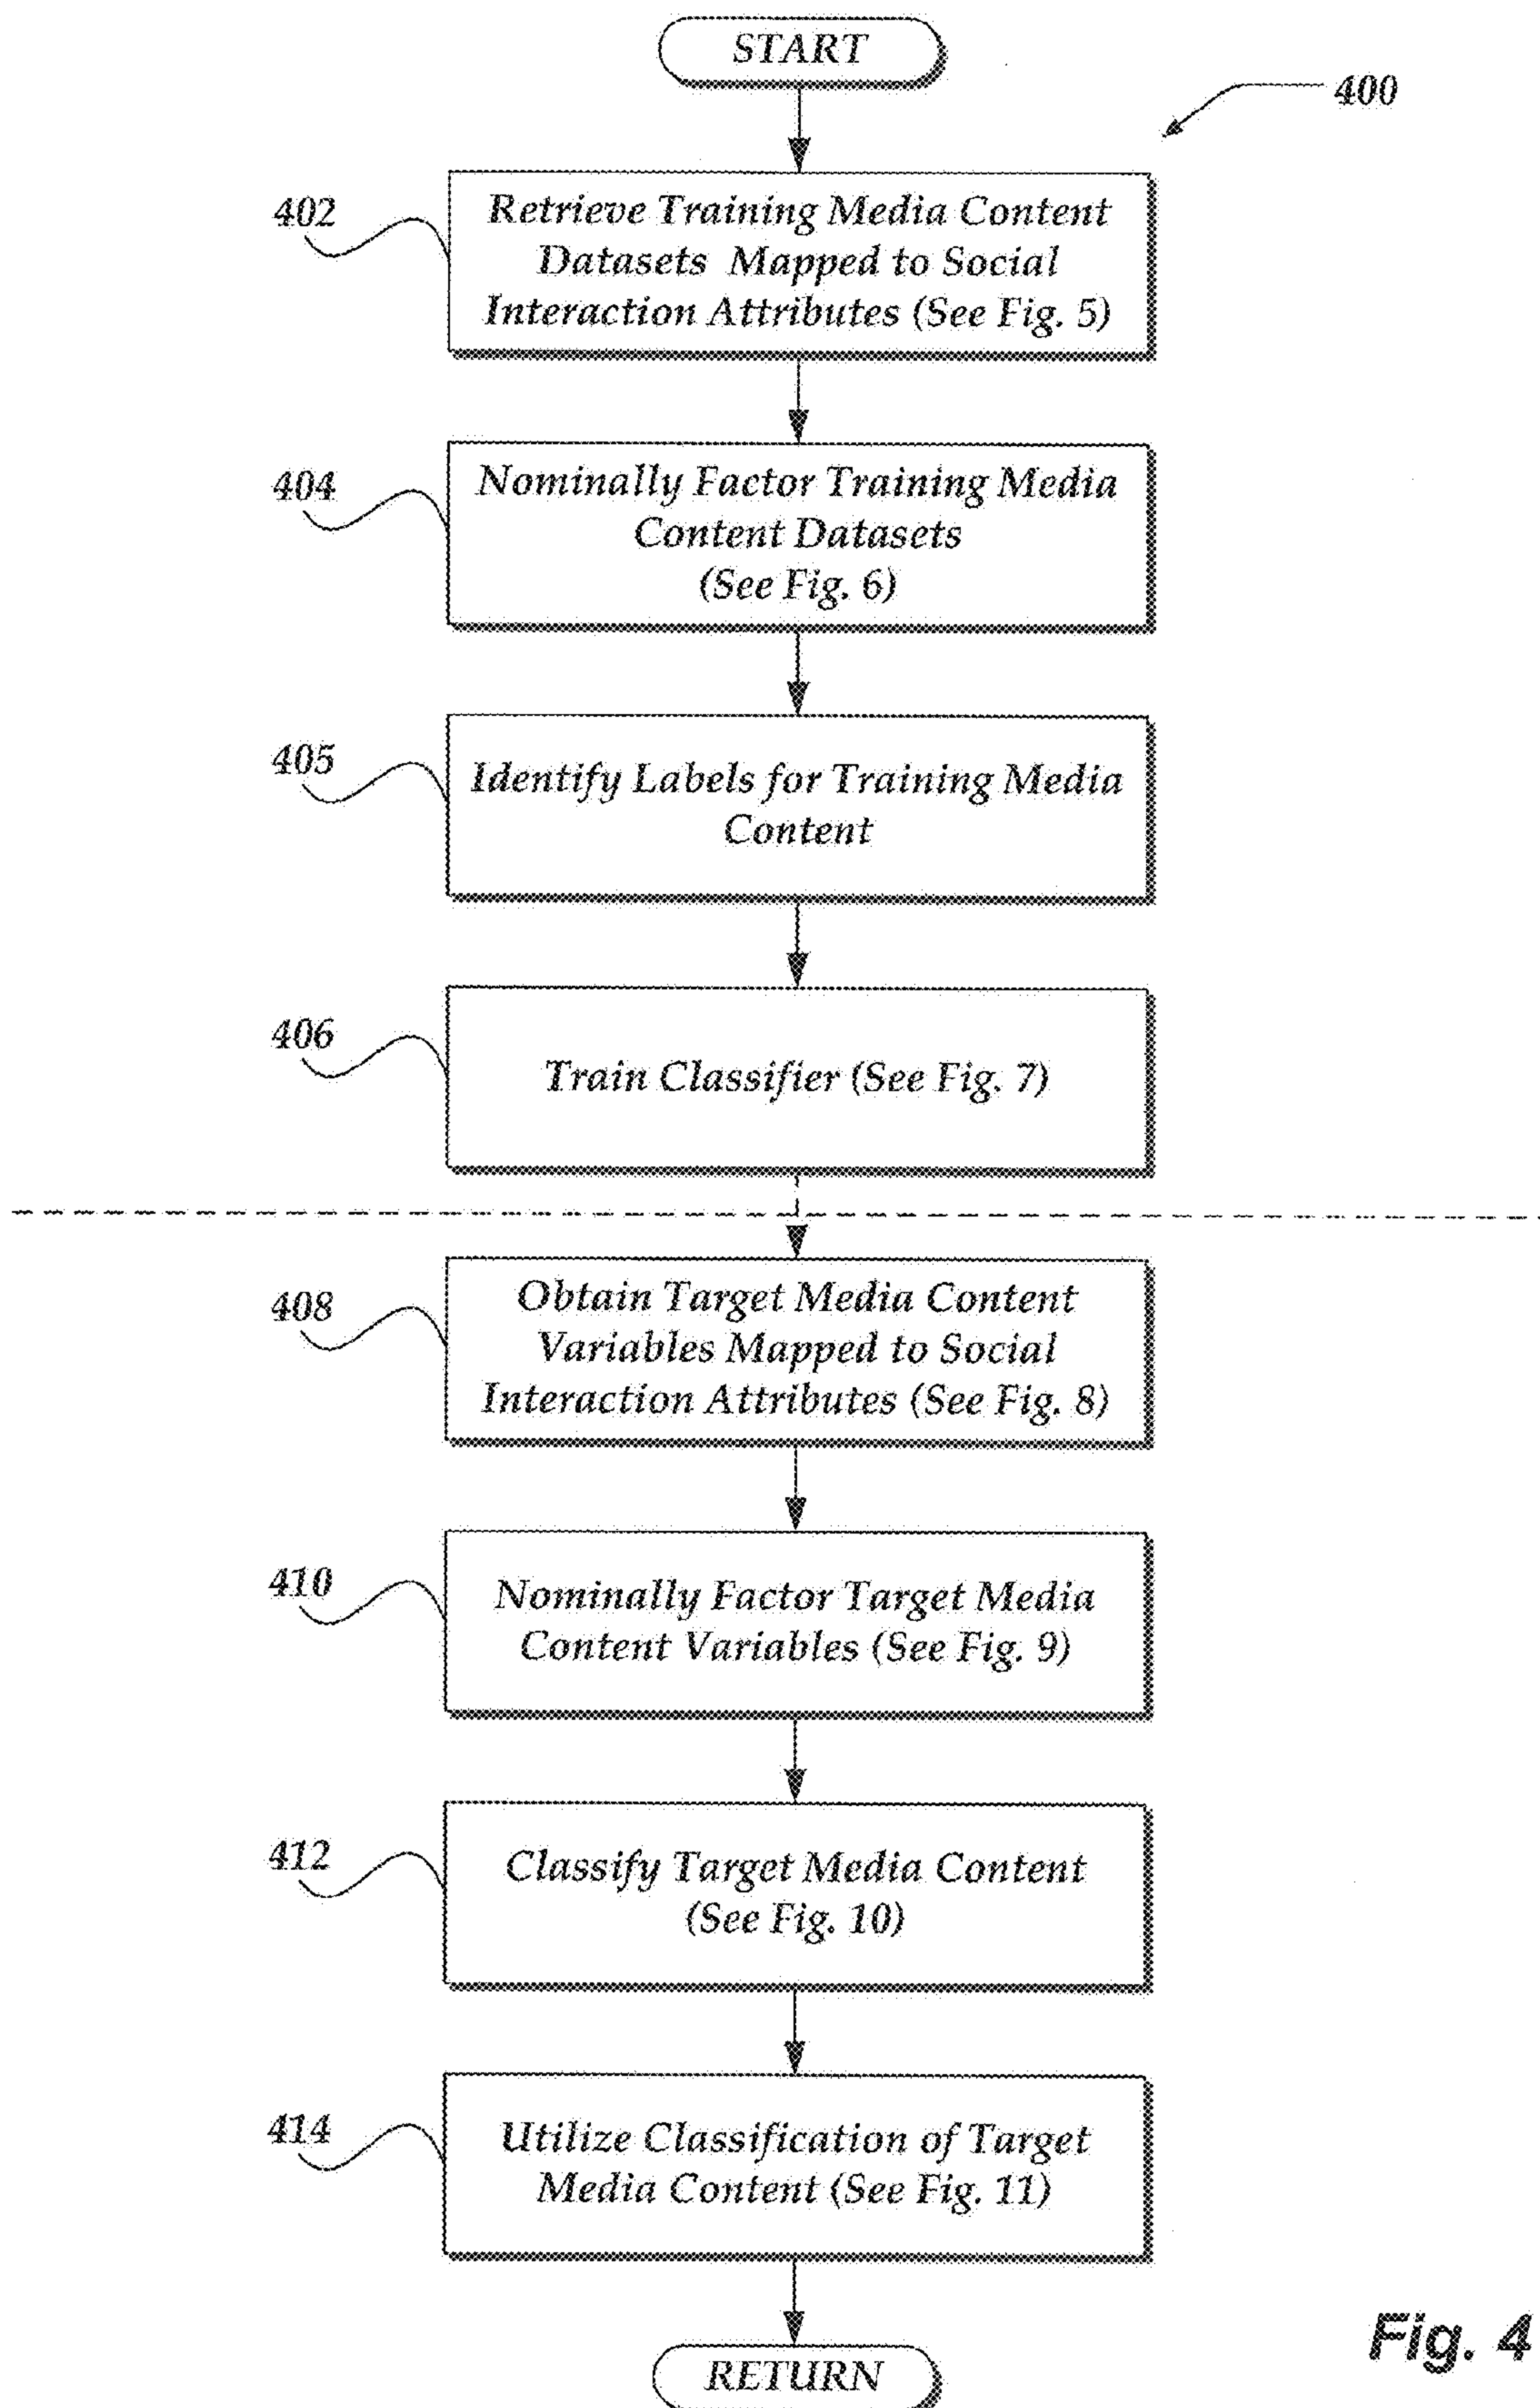 START
400
402
Retrieve Training Media Content
Datasets Mapped to Social
Interaction Attributes (See Fig. 5)
404
Nominally Factor Training Media
Content Datasets
(See Fig. 6)
405
Identify Labels for Training Media
Content
406
Train Classifier (See Fig. 7)
408
Obtain Target Media Content
Variables Mapped to Social
Interaction Attributes (See Fig. 8)
410
Nominally Factor Target Media
Content Variables (See Fig. 9)
412
Classify Target Media Content
(See Fig. 10)
414
Utilize Classification of Target
Media Content (See Fig. 11)
RETURN
Fig. 4